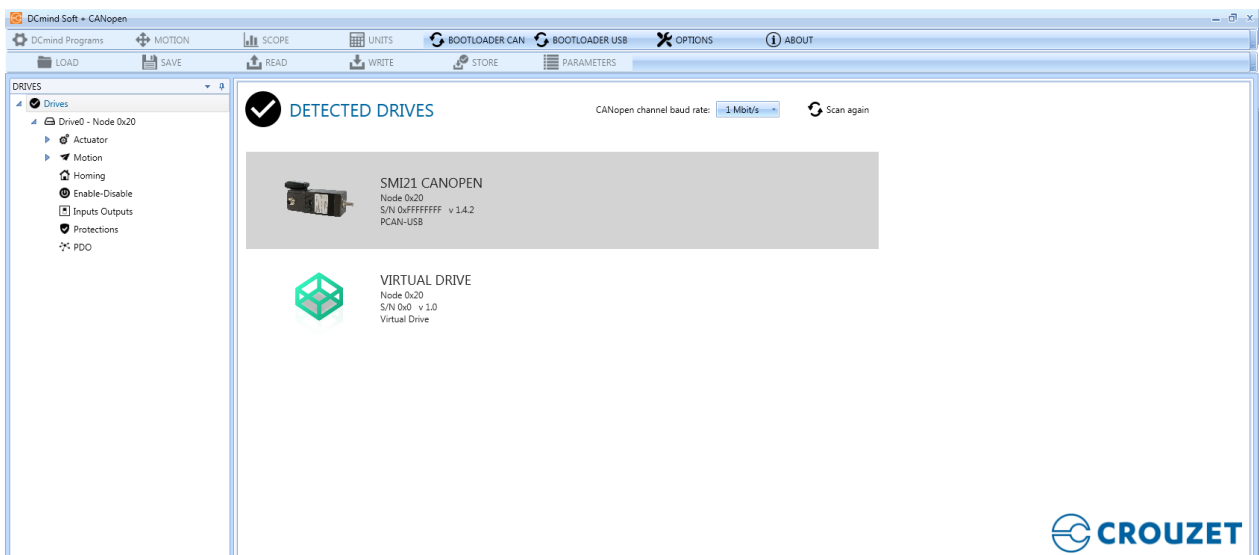 DCmind Soft + CANopen
DCmind Programs MOTION SCOPE UNITS BOOTLOADER CAN BOOTLOADER USB OPTIONS ABOUT
LOAD SAVE READ WRITE STORE PARAMETERS
DRIVES
Drives
Drive0 - Node 0x20
Actuator
Motion
Homing
Enable-Disable
Inputs Outputs
Protections
PDO
DETECTED DRIVES
CANopen channel baud rate: 1 Mbit/s Scan again
SMI21 CANOPEN
Node 0x20
S/N 0xFFFFFFFF v 1.4.2
PCAN-USB
VIRTUAL DRIVE
Node 0x20
S/N 0x0 v 1.0
Virtual Drive
CROUZET